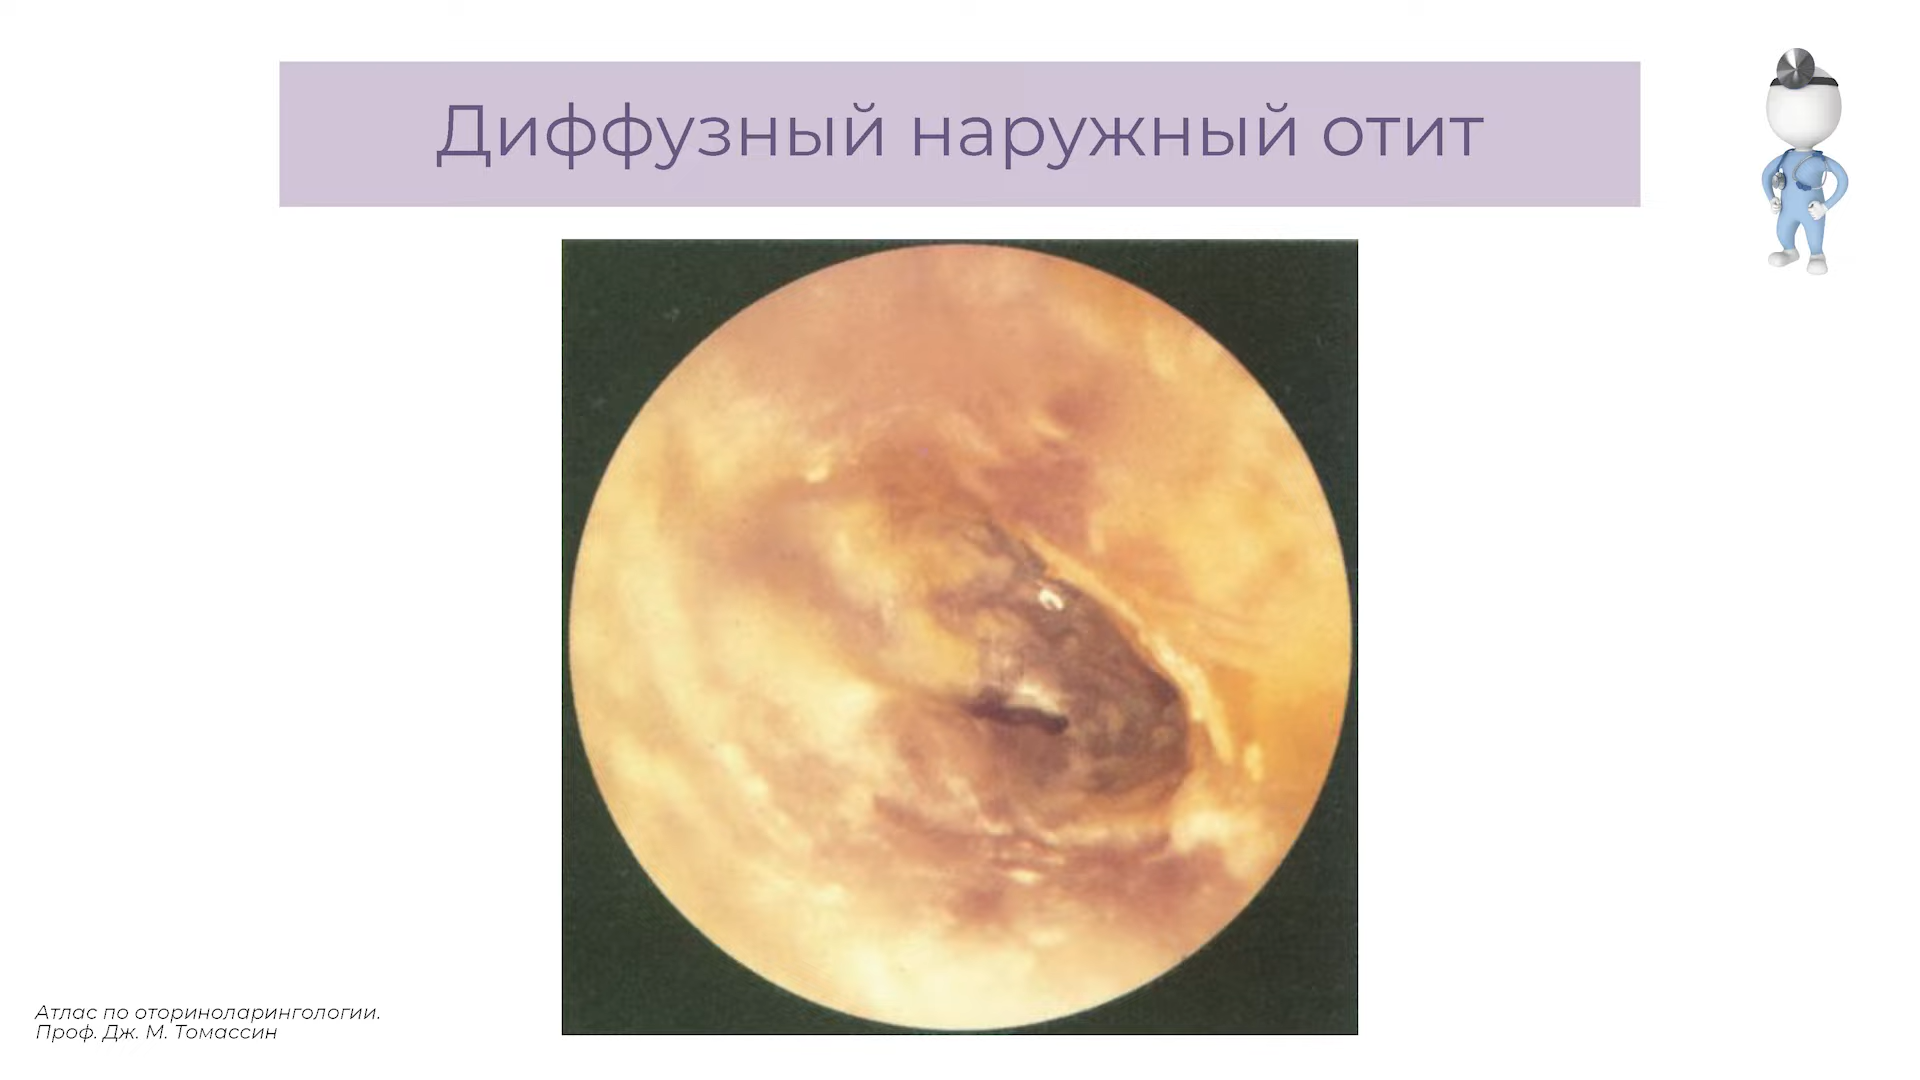 Диффузный наружный отит
Атлас по оториноларингологии.
Проф. Дж. М. Томассин